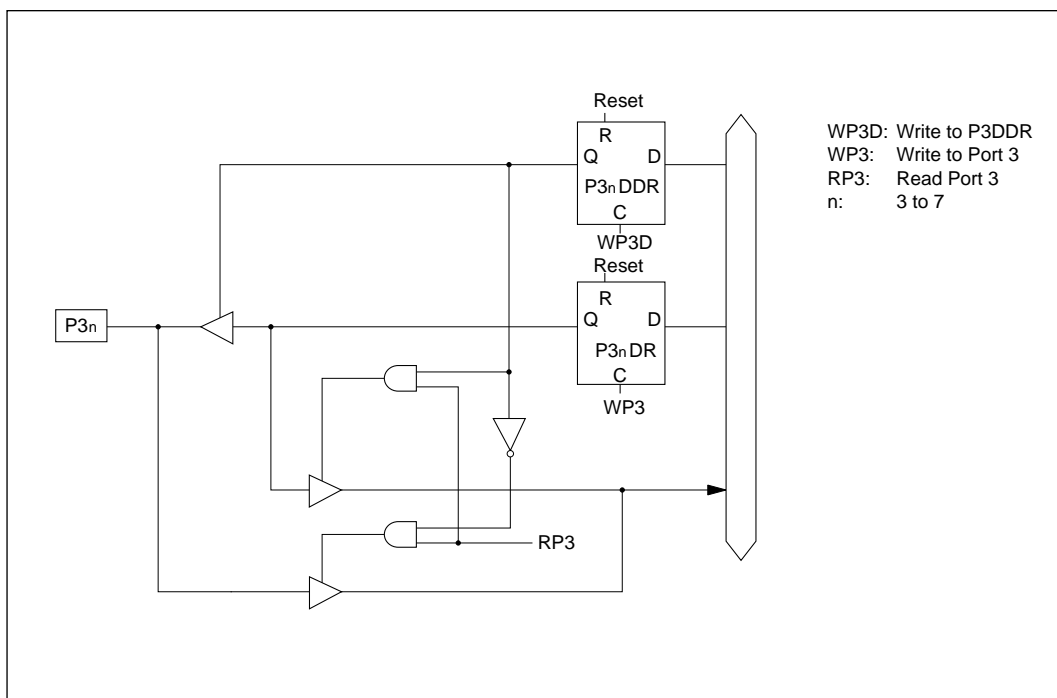 Reset
R
Q D
P3n DDR
C
WP3D
Reset
R
Q D
P3n DR
C
WP3
P3n
RP3
WP3D: Write to P3DDR
WP3: Write to Port 3
RP3: Read Port 3
n: 3 to 7